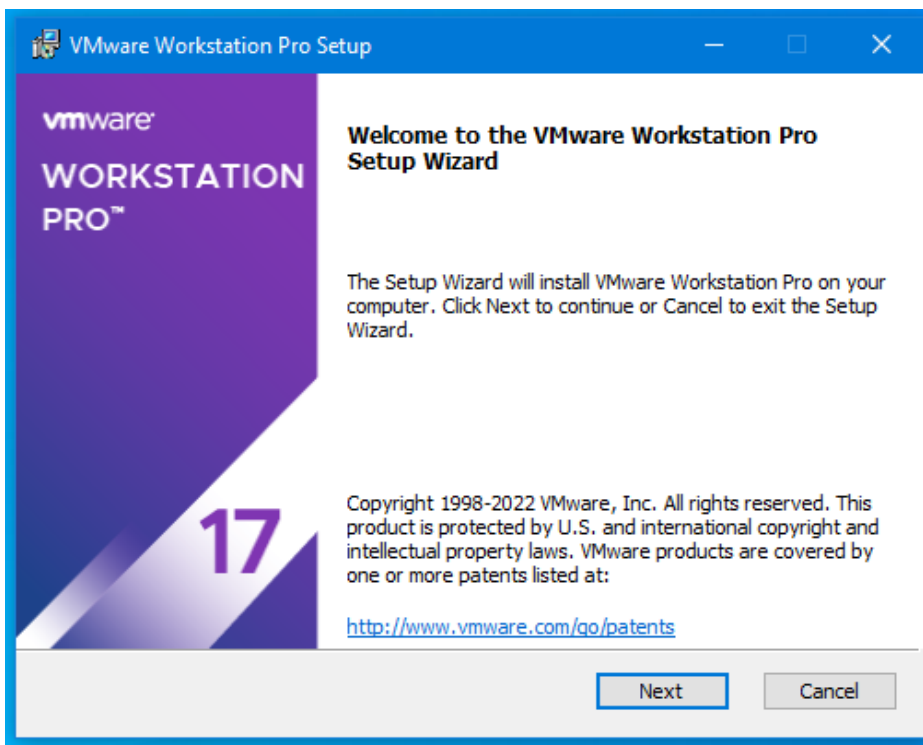 VMware Workstation Pro Setup
vmware
WORKSTATION
PRO™
17
Welcome to the VMware Workstation Pro
Setup Wizard
The Setup Wizard will install VMware Workstation Pro on your
computer. Click Next to continue or Cancel to exit the Setup
Wizard.
Copyright 1998-2022 VMware, Inc. All rights reserved. This
product is protected by U.S. and international copyright and
intellectual property laws. VMware products are covered by
one or more patents listed at:
http://www.vmware.com/go/patents
Next
Cancel